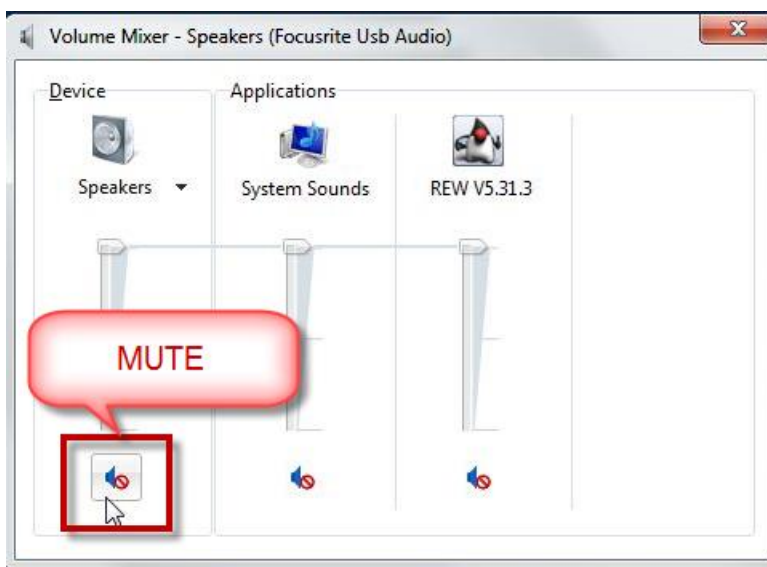 Volume Mixer - Speakers (Focusrite Usb Audio)
Device
Applications
Speakers
System Sounds
REW V5.31.3
MUTE